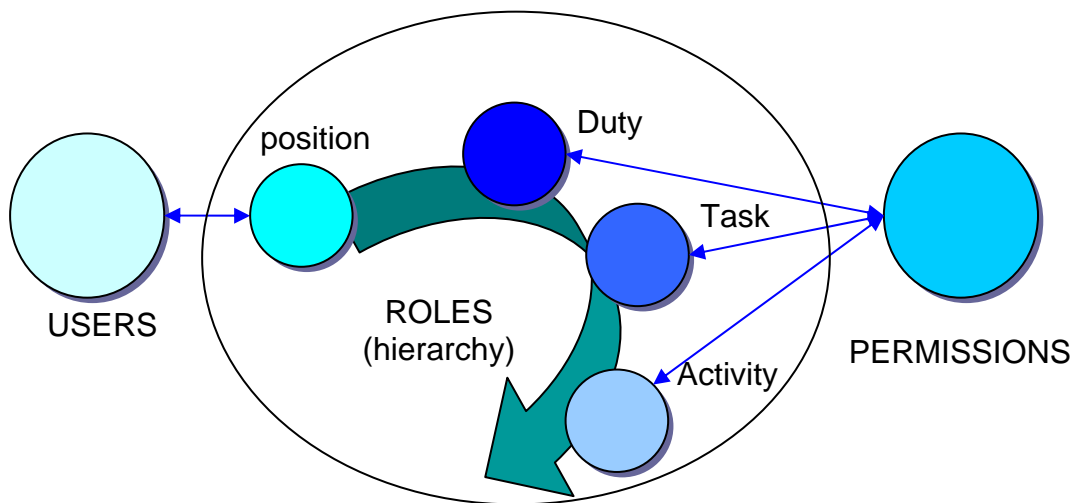 Duty
position
Task
USERS
ROLES
(hierarchy)
PERMISSIONS
Activity